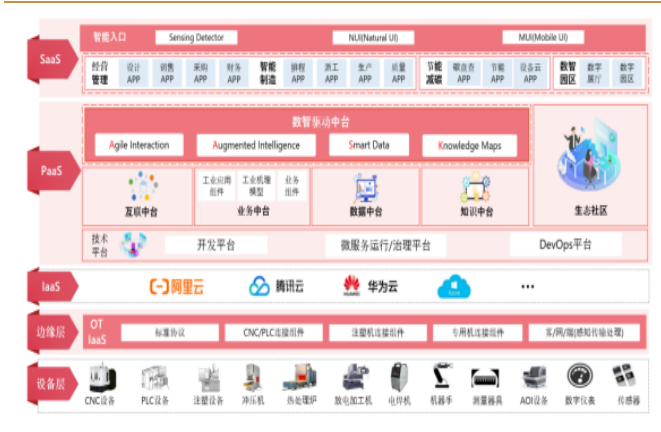 SaaS
智能入口
Sensing Detector
NUI(Natural UI)
MUI(Mobile UI)
经营管理
设计APP
销售APP
采购APP
财务APP
智能制造
排程APP
派工APP
生产APP
质量APP
节能减碳
碳盘查APP
节能APP
设备云APP
数智园区
数字展厅
数字园区
PaaS
数智驱动中台
Agile Interaction
Augmented Intelligence
Smart Data
Knowledge Maps
互联中台
工业应用组件
工业机理模型
业务组件
业务中台
数据中台
知识中台
生态社区
技术平台
开发平台
微服务运行/治理平台
DevOps平台
IaaS
阿里云
腾讯云
HUAWEI
华为云
Azure
...
边缘层
OT IaaS
标准协议
CNC/PLC连接组件
注塑机连接组件
专用机连接组件
客/网/端(感知传输处理)
设备层
CNC设备
PLC设备
注塑设备
冲压机
热处理炉
放电加工机
电焊机
机器手
测量器具
AOI设备
数字仪表
传感器